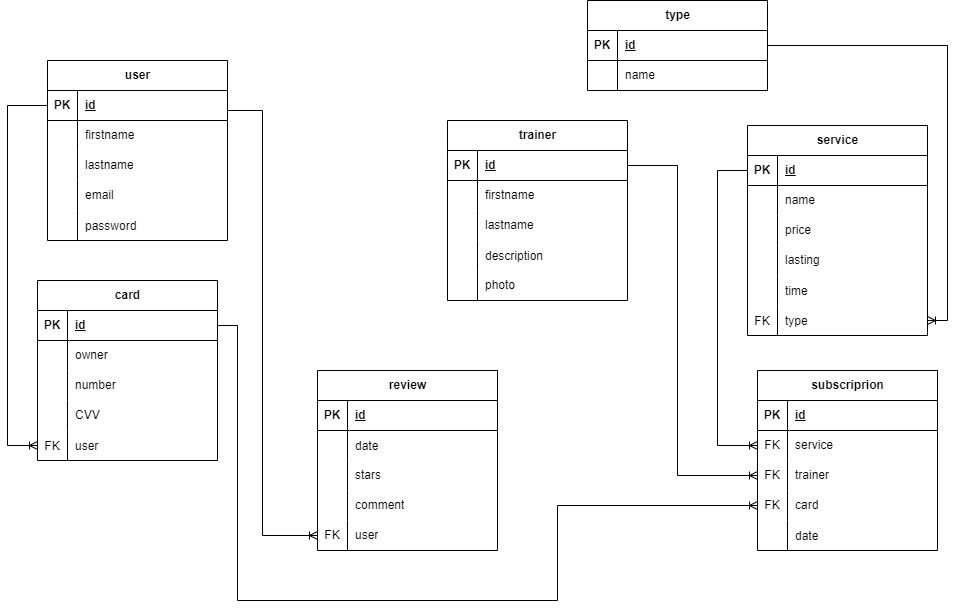 type
PK id
name
user
PK id
firstname
lastname
email
password
trainer
PK id
firstname
lastname
description
photo
service
PK id
name
price
lasting
time
FK type
card
PK id
owner
number
CVV
FK user
review
PK id
date
stars
comment
FK user
subscriprion
PK id
FK service
FK trainer
FK card
date